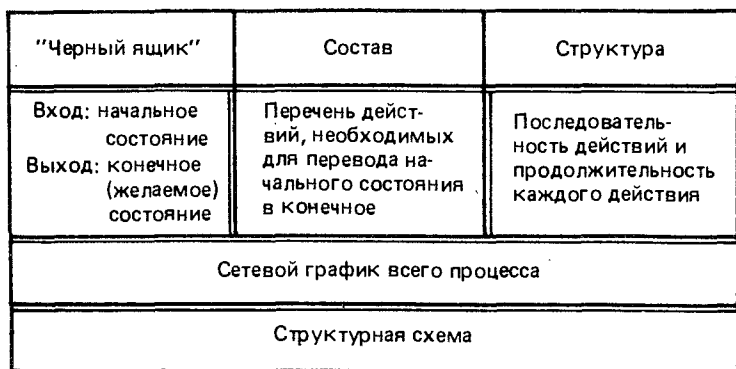 "Черный ящик"
Состав
Структура
Вход: начальное
состояние
Выход: конечное
(желаемое)
состояние
Перечень дейст-
вий, необходимых
для перевода на-
чального состояния
в конечное
Последователь-
ность действий и
продолжительность
каждого действия
Сетевой график всего процесса
Структурная схема